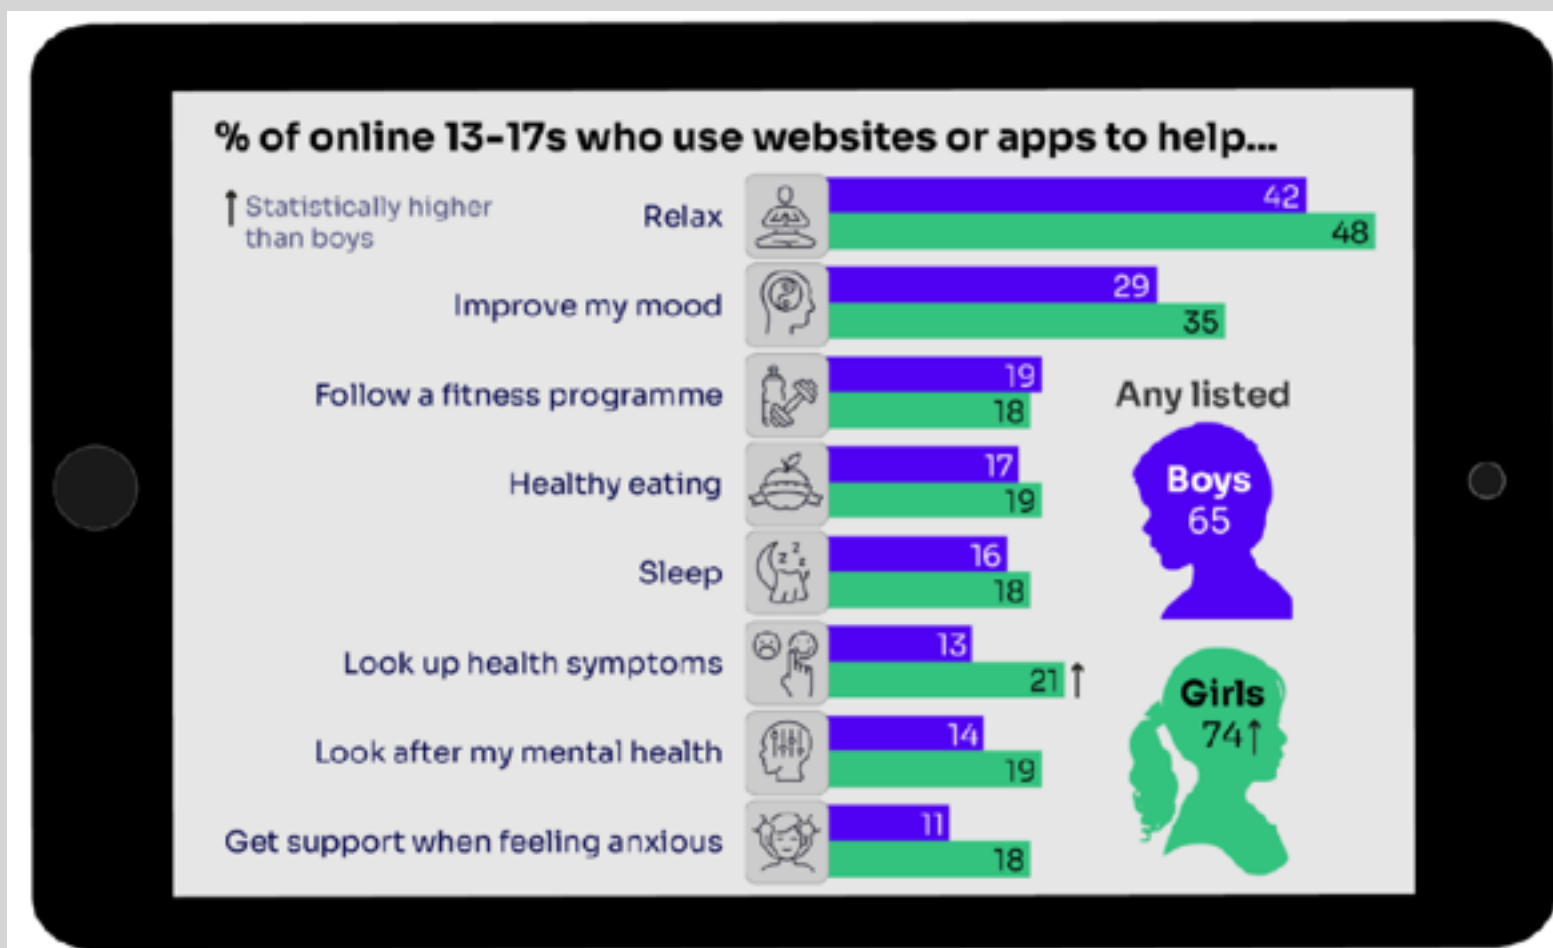 % of online 13-17s who use websites or apps to help...
↑ Statistically higher
than boys
Relax
42
48
Improve my mood
29
35
Follow a fitness programme
19
18
Healthy eating
17
19
Sleep
16
18
Look up health symptoms
13
21↑
Look after my mental health
14
19
Get support when feeling anxious
11
18
Any listed
Boys
65
Girls
74↑